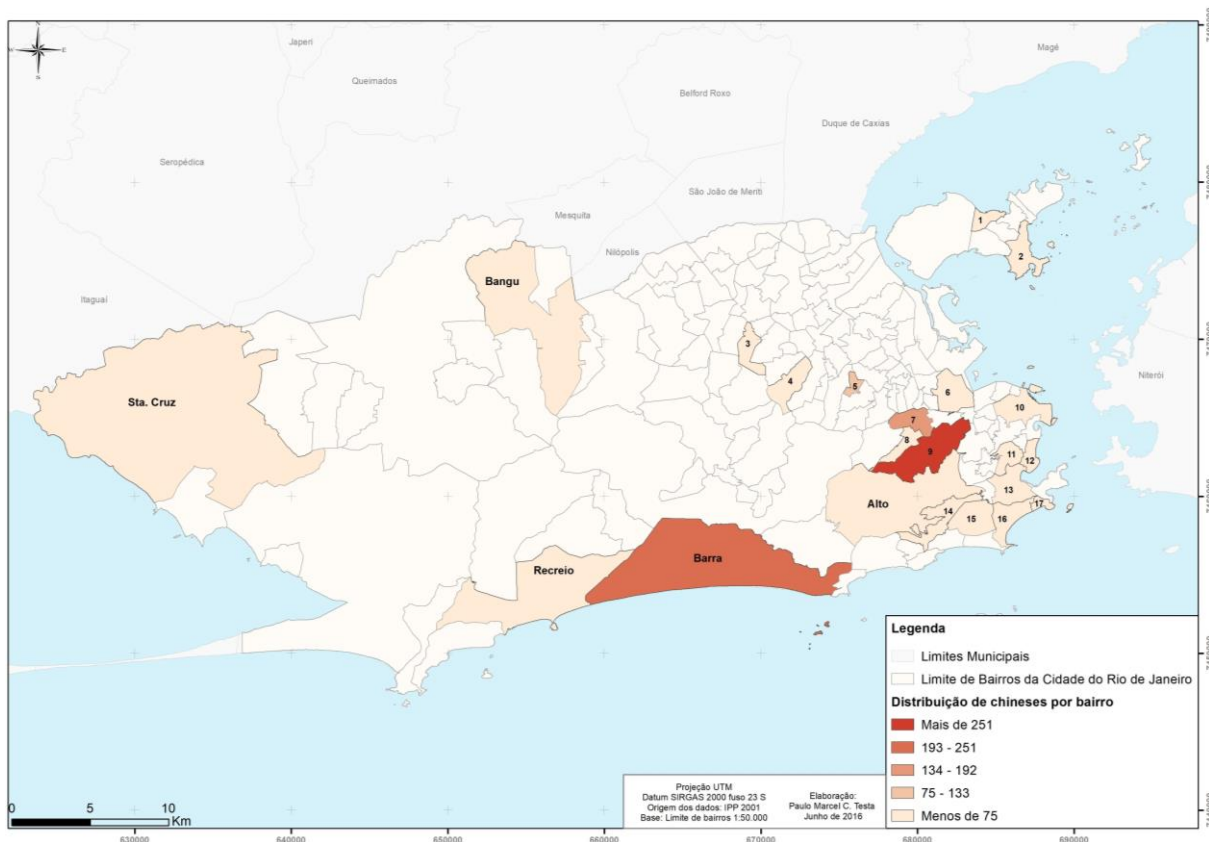 N
W E
S
Japeri
Magé
Queimados
Belford Roxo
Duque de Caxias
Seropédica
São João de Meriti
Mesquita
Nilópolis
1
2
Bangu
Itaguaí
3
Niterói
4
5
6
Sta. Cruz
10
7
8
9
11
12
13
Alto
14
15
16
17
Barra
Recreio
Legenda
Limites Municipais
Limite de Bairros da Cidade do Rio de Janeiro
Distribuição de chineses por bairro
Mais de 251
193 - 251
134 - 192
75 - 133
Menos de 75
Projeção UTM
Datum SIRGAS 2000 fuso 23 S
Origem dos dados: IPP 2001
Base: Limite de bairros 1:50.000
Elaboração:
Paulo Marcel C. Testa
Junho de 2016
0 5 10
Km
630000 640000 650000 660000 670000 680000 690000